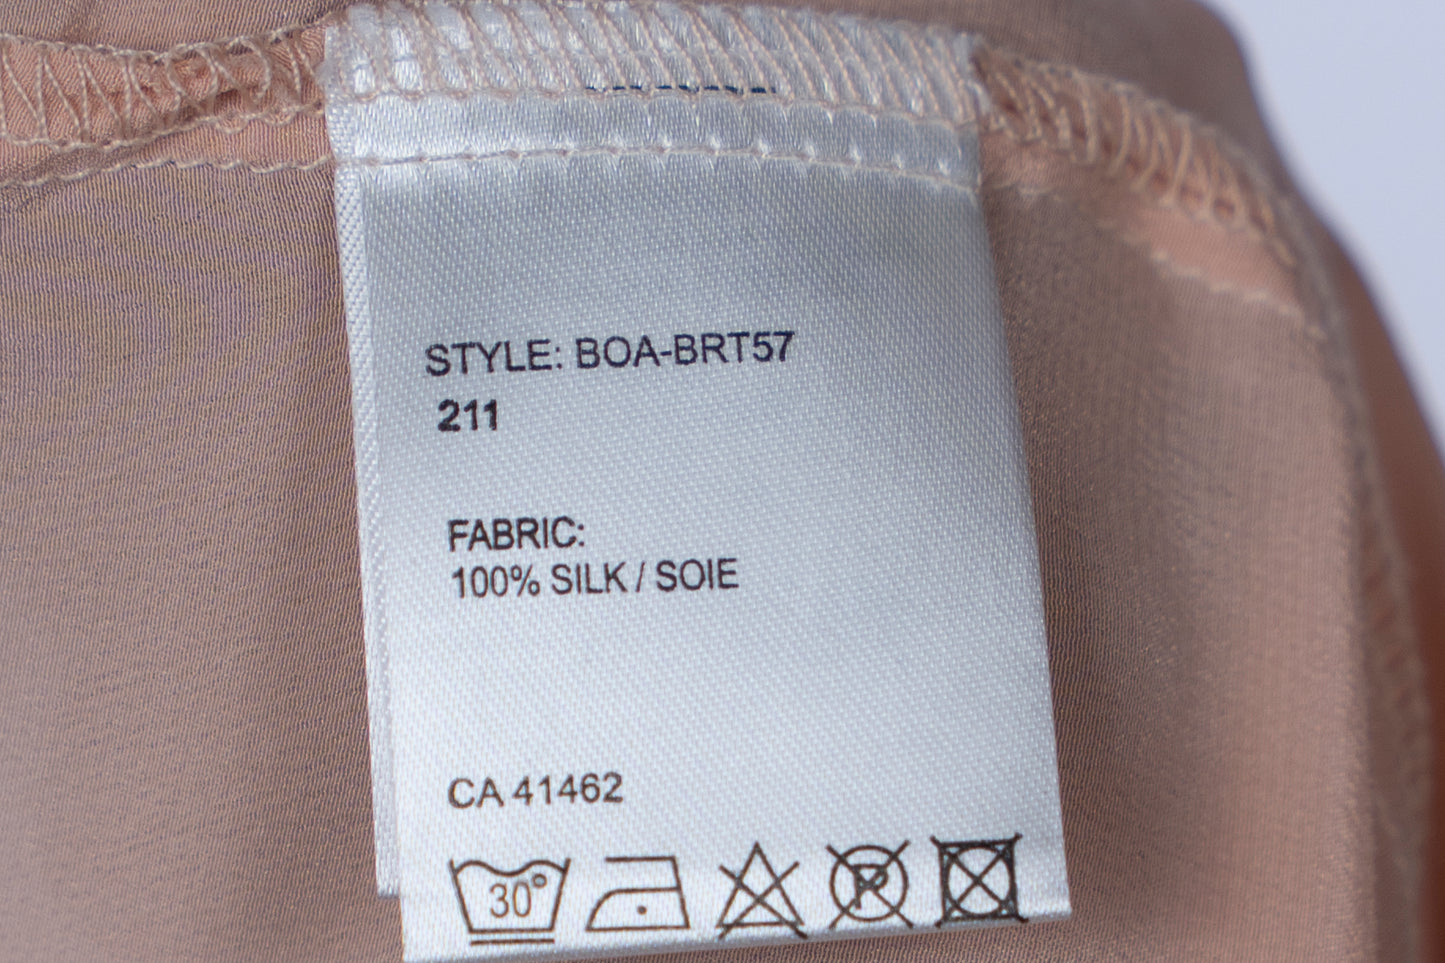 STYLE: BOA-BRT57
211
FABRIC:
100% SILK / SOIE
CA 41462
30°
P